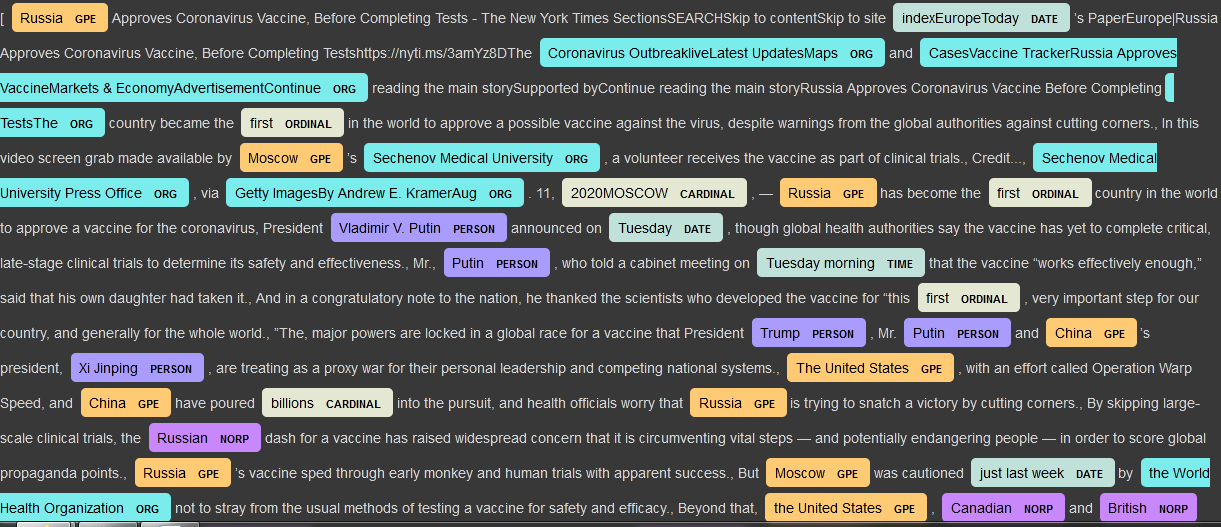 [ Russia GPE Approves Coronavirus Vaccine, Before Completing Tests - The New York Times SectionsSEARCHSkip to contentSkip to site indexEuropeToday DATE 's PaperEurope|Russia
Approves Coronavirus Vaccine, Before Completing Testshttps://nyti.ms/3amYz8DThe Coronavirus OutbreakliveLatest UpdatesMaps ORG and CasesVaccine TrackerRussia Approves
VaccineMarkets & EconomyAdvertisementContinue ORG reading the main storySupported byContinue reading the main storyRussia Approves Coronavirus Vaccine Before Completing
TestsThe ORG country became the first ORDINAL in the world to approve a possible vaccine against the virus, despite warnings from the global authorities against cutting corners., In this
video screen grab made available by Moscow GPE 's Sechenov Medical University ORG , a volunteer receives the vaccine as part of clinical trials., Credit..., Sechenov Medical
University Press Office ORG , via Getty ImagesBy Andrew E. KramerAug ORG . 11, 2020MOSCOW CARDINAL , — Russia GPE has become the first ORDINAL country in the world
to approve a vaccine for the coronavirus, President Vladimir V. Putin PERSON announced on Tuesday DATE , though global health authorities say the vaccine has yet to complete critical,
late-stage clinical trials to determine its safety and effectiveness., Mr., Putin PERSON , who told a cabinet meeting on Tuesday morning TIME that the vaccine “works effectively enough,”
said that his own daughter had taken it., And in a congratulatory note to the nation, he thanked the scientists who developed the vaccine for “this first ORDINAL , very important step for our
country, and generally for the whole world., ”The, major powers are locked in a global race for a vaccine that President Trump PERSON , Mr. Putin PERSON and China GPE 's
president, Xi Jinping PERSON , are treating as a proxy war for their personal leadership and competing national systems., The United States GPE , with an effort called Operation Warp
Speed, and China GPE have poured billions CARDINAL into the pursuit, and health officials worry that Russia GPE is trying to snatch a victory by cutting corners., By skipping large-
scale clinical trials, the Russian NORP dash for a vaccine has raised widespread concern that it is circumventing vital steps — and potentially endangering people — in order to score global
propaganda points., Russia GPE 's vaccine sped through early monkey and human trials with apparent success., But Moscow GPE was cautioned just last week DATE by the World
Health Organization ORG not to stray from the usual methods of testing a vaccine for safety and efficacy., Beyond that, the United States GPE , Canadian NORP and British NORP